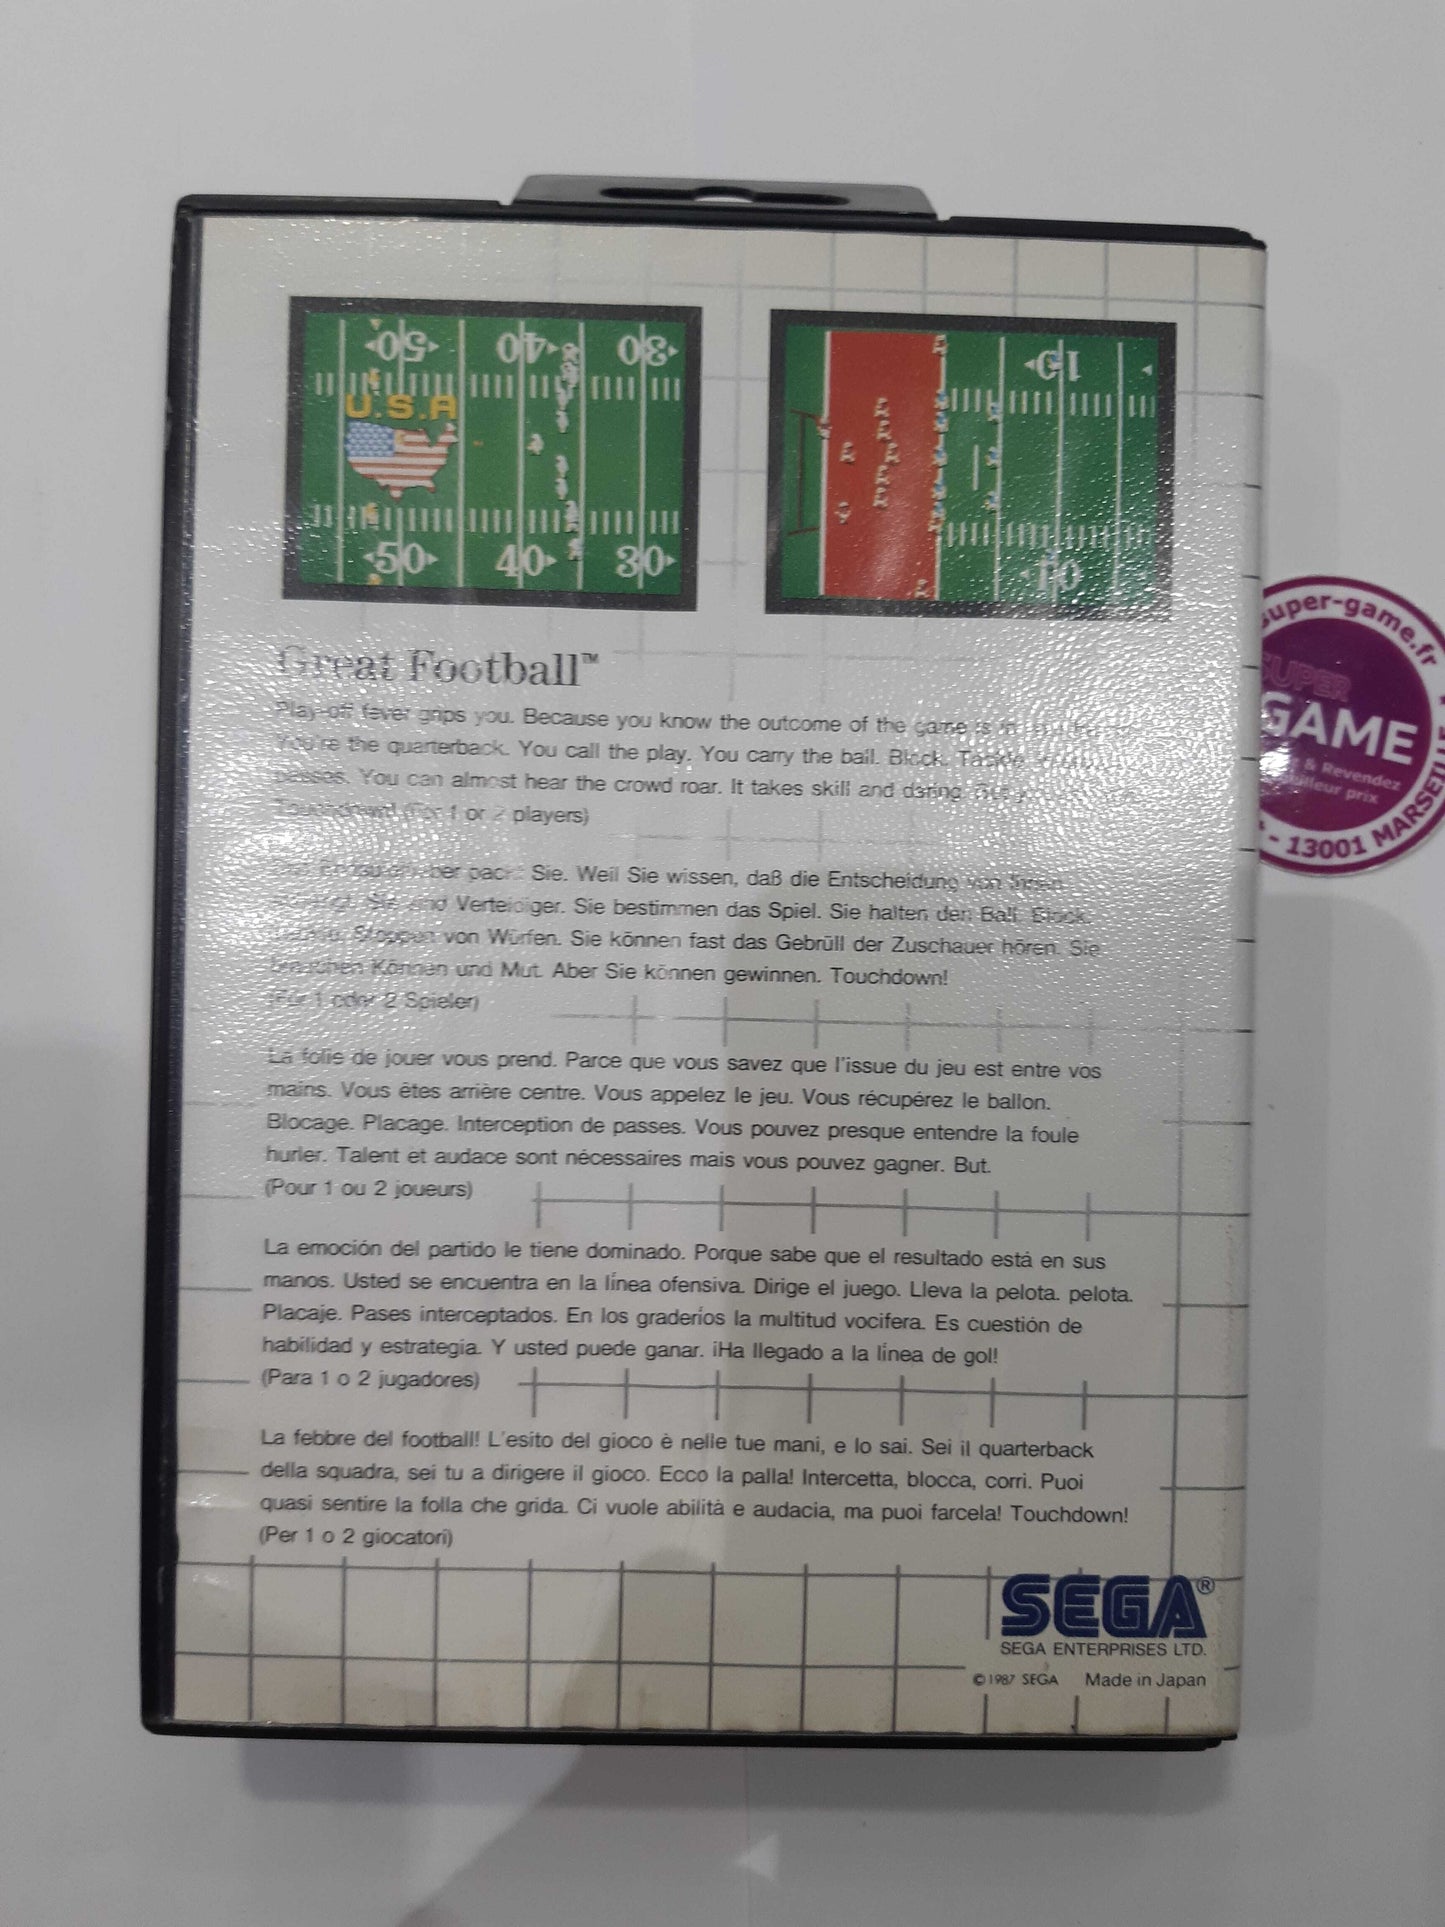 50 40 30
U.S.A
50 40 30
10
10
Great Football™
Play-off fever grips you. Because you know the outcome of the game is in
You're the quarterback. You call the play. You carry the ball. Block. Tackle.
passes. You can almost hear the crowd roar. It takes skill and daring.
Touchdown! (For 1 or 2 players)
Sie. Weil Sie wissen, daß die Entscheidung von Ihnen
Sie sind Verteidiger. Sie bestimmen das Spiel. Sie halten den Ball. Block.
Stoppen von Würfen. Sie können fast das Gebrüll der Zuschauer hören. Sie
brauchen Können und Mut. Aber Sie können gewinnen. Touchdown!
(Für 1 oder 2 Spieler)
La folie de jouer vous prend. Parce que vous savez que l'issue du jeu est entre vos
mains. Vous êtes arrière centre. Vous appelez le jeu. Vous récupérez le ballon.
Blocage. Placage. Interception de passes. Vous pouvez presque entendre la foule
hurler. Talent et audace sont nécessaires mais vous pouvez gagner. But.
(Pour 1 ou 2 joueurs)
La emoción del partido le tiene dominado. Porque sabe que el resultado está en sus
manos. Usted se encuentra en la línea ofensiva. Dirige el juego. Lleva la pelota. pelota.
Placaje. Pases interceptados. En los graderíos la multitud vocifera. Es cuestión de
habilidad y estrategia. Y usted puede ganar. ¡Ha llegado a la línea de gol!
(Para 1 o 2 jugadores)
La febbre del football! L'esito del gioco è nelle tue mani, e lo sai. Sei il quarterback
della squadra, sei tu a dirigere il gioco. Ecco la palla! Intercetta, blocca, corri. Puoi
quasi sentire la folla che grida. Ci vuole abilità e audacia, ma puoi farcela! Touchdown!
(Per 1 o 2 giocatori)
SEGA®
SEGA ENTERPRISES LTD.
©1987 SEGA Made in Japan
super-game.fr
SUPER
GAME
& Revendez
meilleur prix
- 13001 MARSEILLE